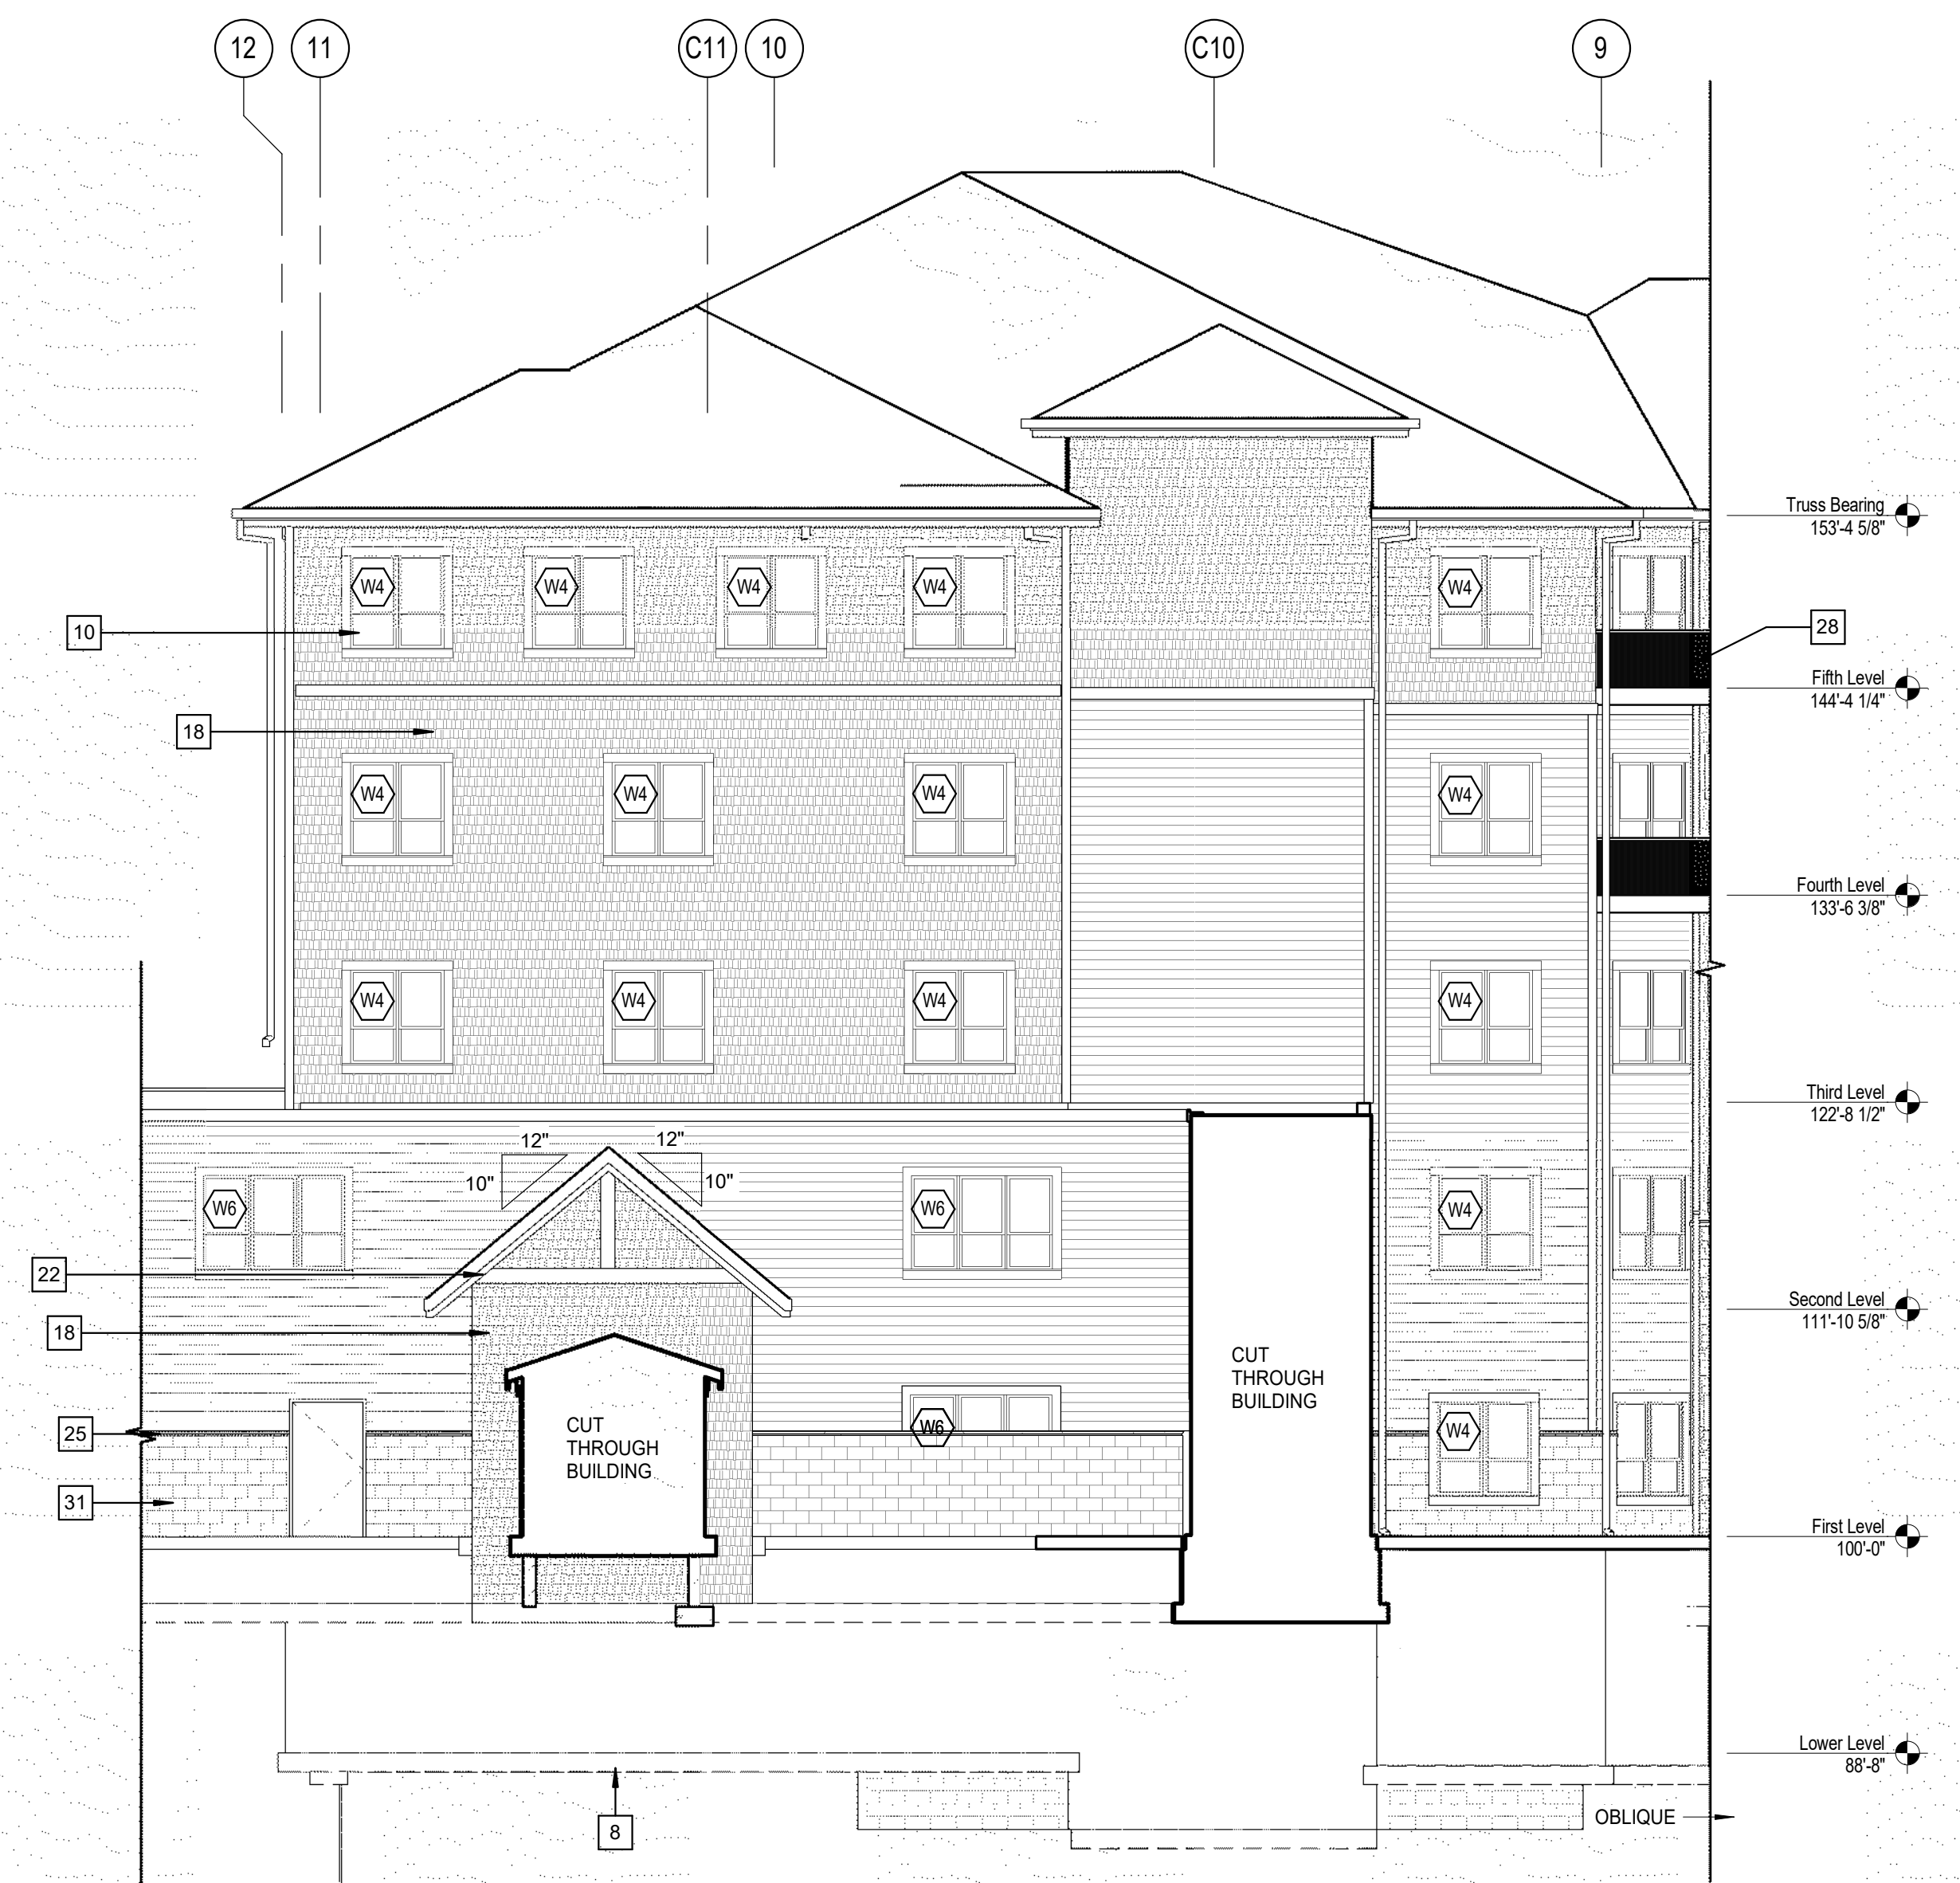 12 11 C11 10 C10 9
Truss Bearing
153'-4 5/8"
W4 W4 W4 W4 W4
10
28
Fifth Level
144'-4 1/4"
18
W4 W4 W4 W4
Fourth Level
133'-6 3/8"
W4 W4 W4 W4
Third Level
122'-8 1/2"
12" 12"
10" 10"
W6 W6 W4
22
Second Level
111'-10 5/8"
18
CUT
THROUGH
BUILDING
25
CUT
THROUGH
BUILDING
W6 W4
31
First Level
100'-0"
Lower Level
88'-8"
8
OBLIQUE